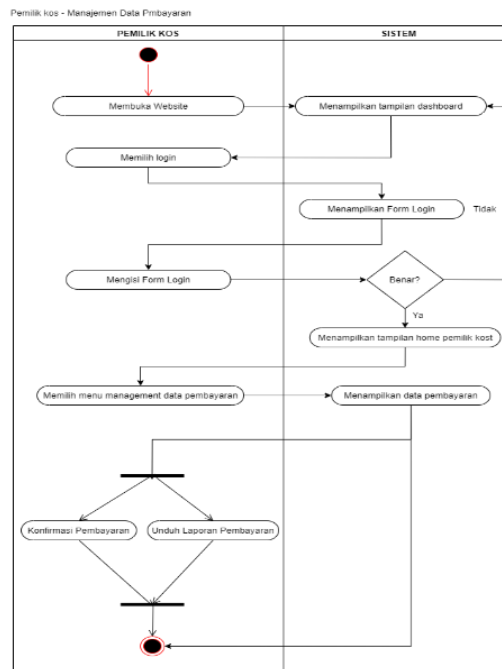 Pemilik kos - Manajemen Data Pmbayaran
PEMILIK KOS
SISTEM
Membuka Website
Menampilkan tampilan dashboard
Memilih login
Menampilkan Form Login
Tidak
Mengisi Form Login
Benar?
Ya
Menampilkan tampilan home pemilik kost
Memilih menu management data pembayaran
Menampilkan data pembayaran
Konfirmasi Pembayaran
Unduh Laporan Pembayaran